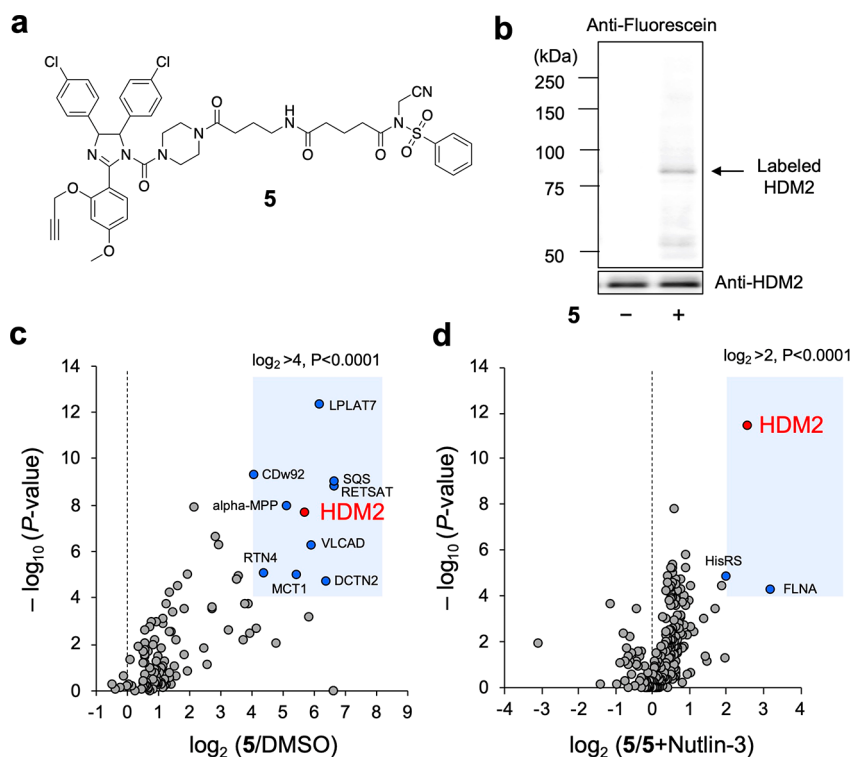 a
Cl
Cl
O
N
N
N
N
O
O
H
N
O
O
N
CN
O
S
O
O
O
5
b
Anti-Fluorescein
(kDa)
250
150
100
75
50
Labeled
HDM2
Anti-HDM2
5 − +
c
log2 >4, P<0.0001
14
12
10
8
6
4
2
0
− log10 (P-value)
LPLAT7
CDw92
SQS
RETSAT
alpha-MPP
HDM2
VLCAD
RTN4
MCT1
DCTN2
-1 0 1 2 3 4 5 6 7 8 9
log2 (5/DMSO)
d
log2 >2, P<0.0001
14
12
10
8
6
4
2
0
− log10 (P-value)
HDM2
HisRS
FLNA
-4 -3 -2 -1 0 1 2 3 4
log2 (5/5+Nutlin-3)